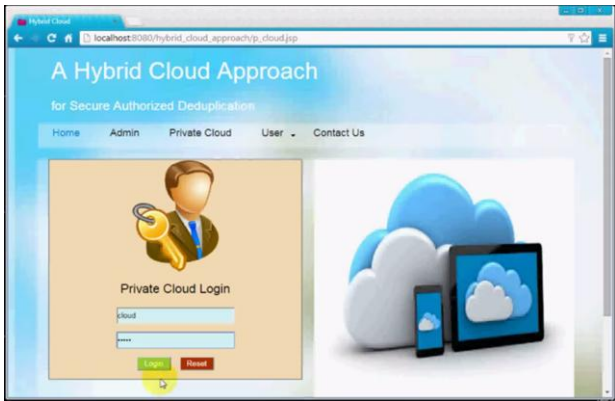 Hybrid Cloud
localhost:8080/hybrid_cloud_approach/p_cloud.jsp
A Hybrid Cloud Approach
for Secure Authorized Deduplication
Home Admin Private Cloud User Contact Us
Private Cloud Login
cloud
•••••
Login Reset